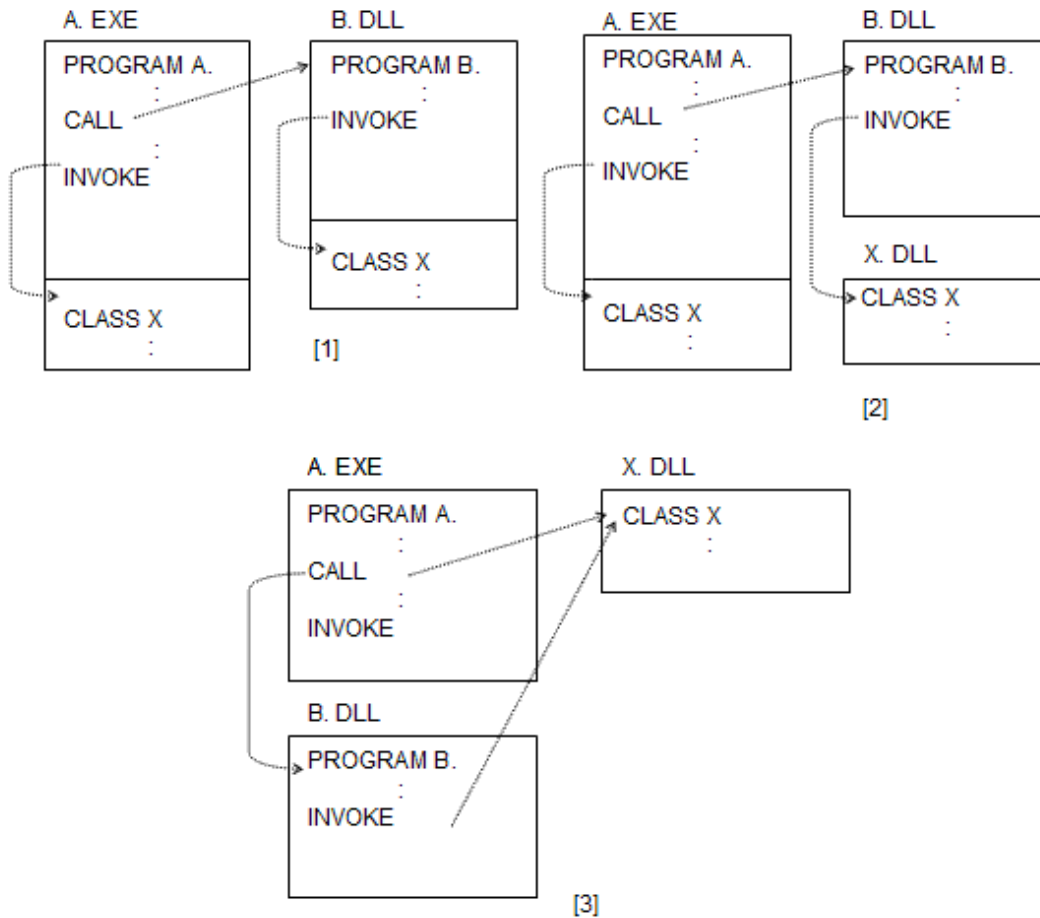 A. EXE
PROGRAM A.
:
CALL
:
INVOKE
CLASS X
:
B. DLL
PROGRAM B.
:
INVOKE
CLASS X
:
[1]
A. EXE
PROGRAM A.
:
CALL
:
INVOKE
CLASS X
:
B. DLL
PROGRAM B.
:
INVOKE
X. DLL
CLASS X
:
[2]
A. EXE
PROGRAM A.
:
CALL
:
INVOKE
X. DLL
CLASS X
:
B. DLL
PROGRAM B.
:
INVOKE
[3]